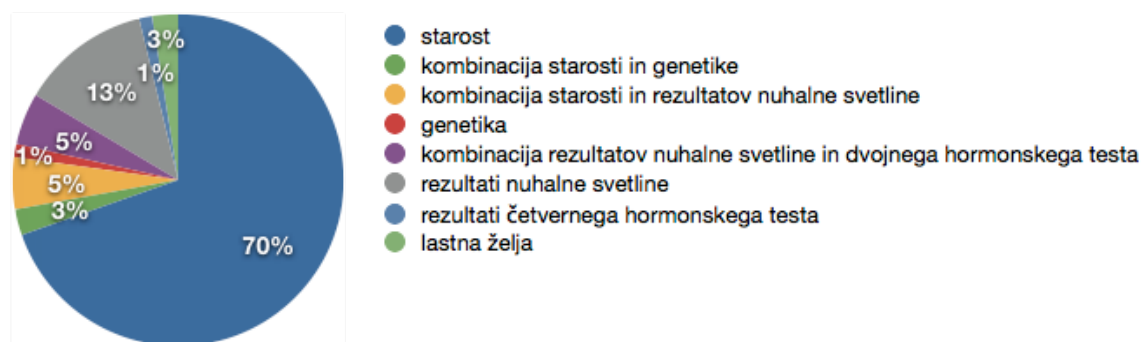 3%
1%
13%
5%
1%
5%
3%
70%
starost
kombinacija starosti in genetike
kombinacija starosti in rezultatov nuhalne svetline
genetika
kombinacija rezultatov nuhalne svetline in dvojnega hormonskega testa
rezultati nuhalne svetline
rezultati četvernega hormonskega testa
lastna želja